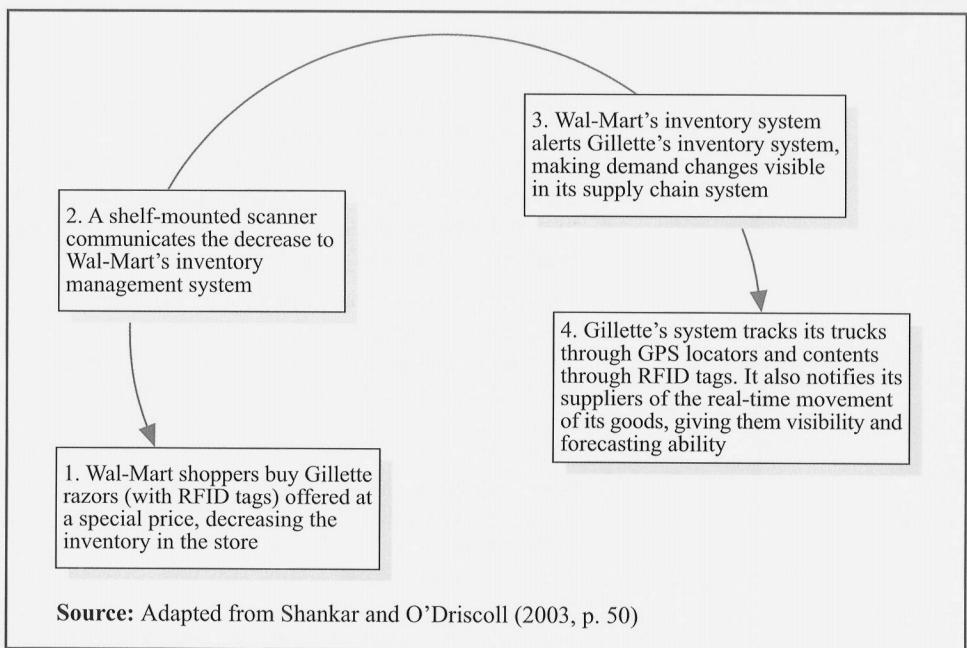 3. Wal-Mart's inventory system
alerts Gillette's inventory system,
making demand changes visible
in its supply chain system
2. A shelf-mounted scanner
communicates the decrease to
Wal-Mart's inventory
management system
4. Gillette's system tracks its trucks
through GPS locators and contents
through RFID tags. It also notifies its
suppliers of the real-time movement
of its goods, giving them visibility and
forecasting ability
1. Wal-Mart shoppers buy Gillette
razors (with RFID tags) offered at
a special price, decreasing the
inventory in the store
Source: Adapted from Shankar and O'Driscoll (2003, p. 50)